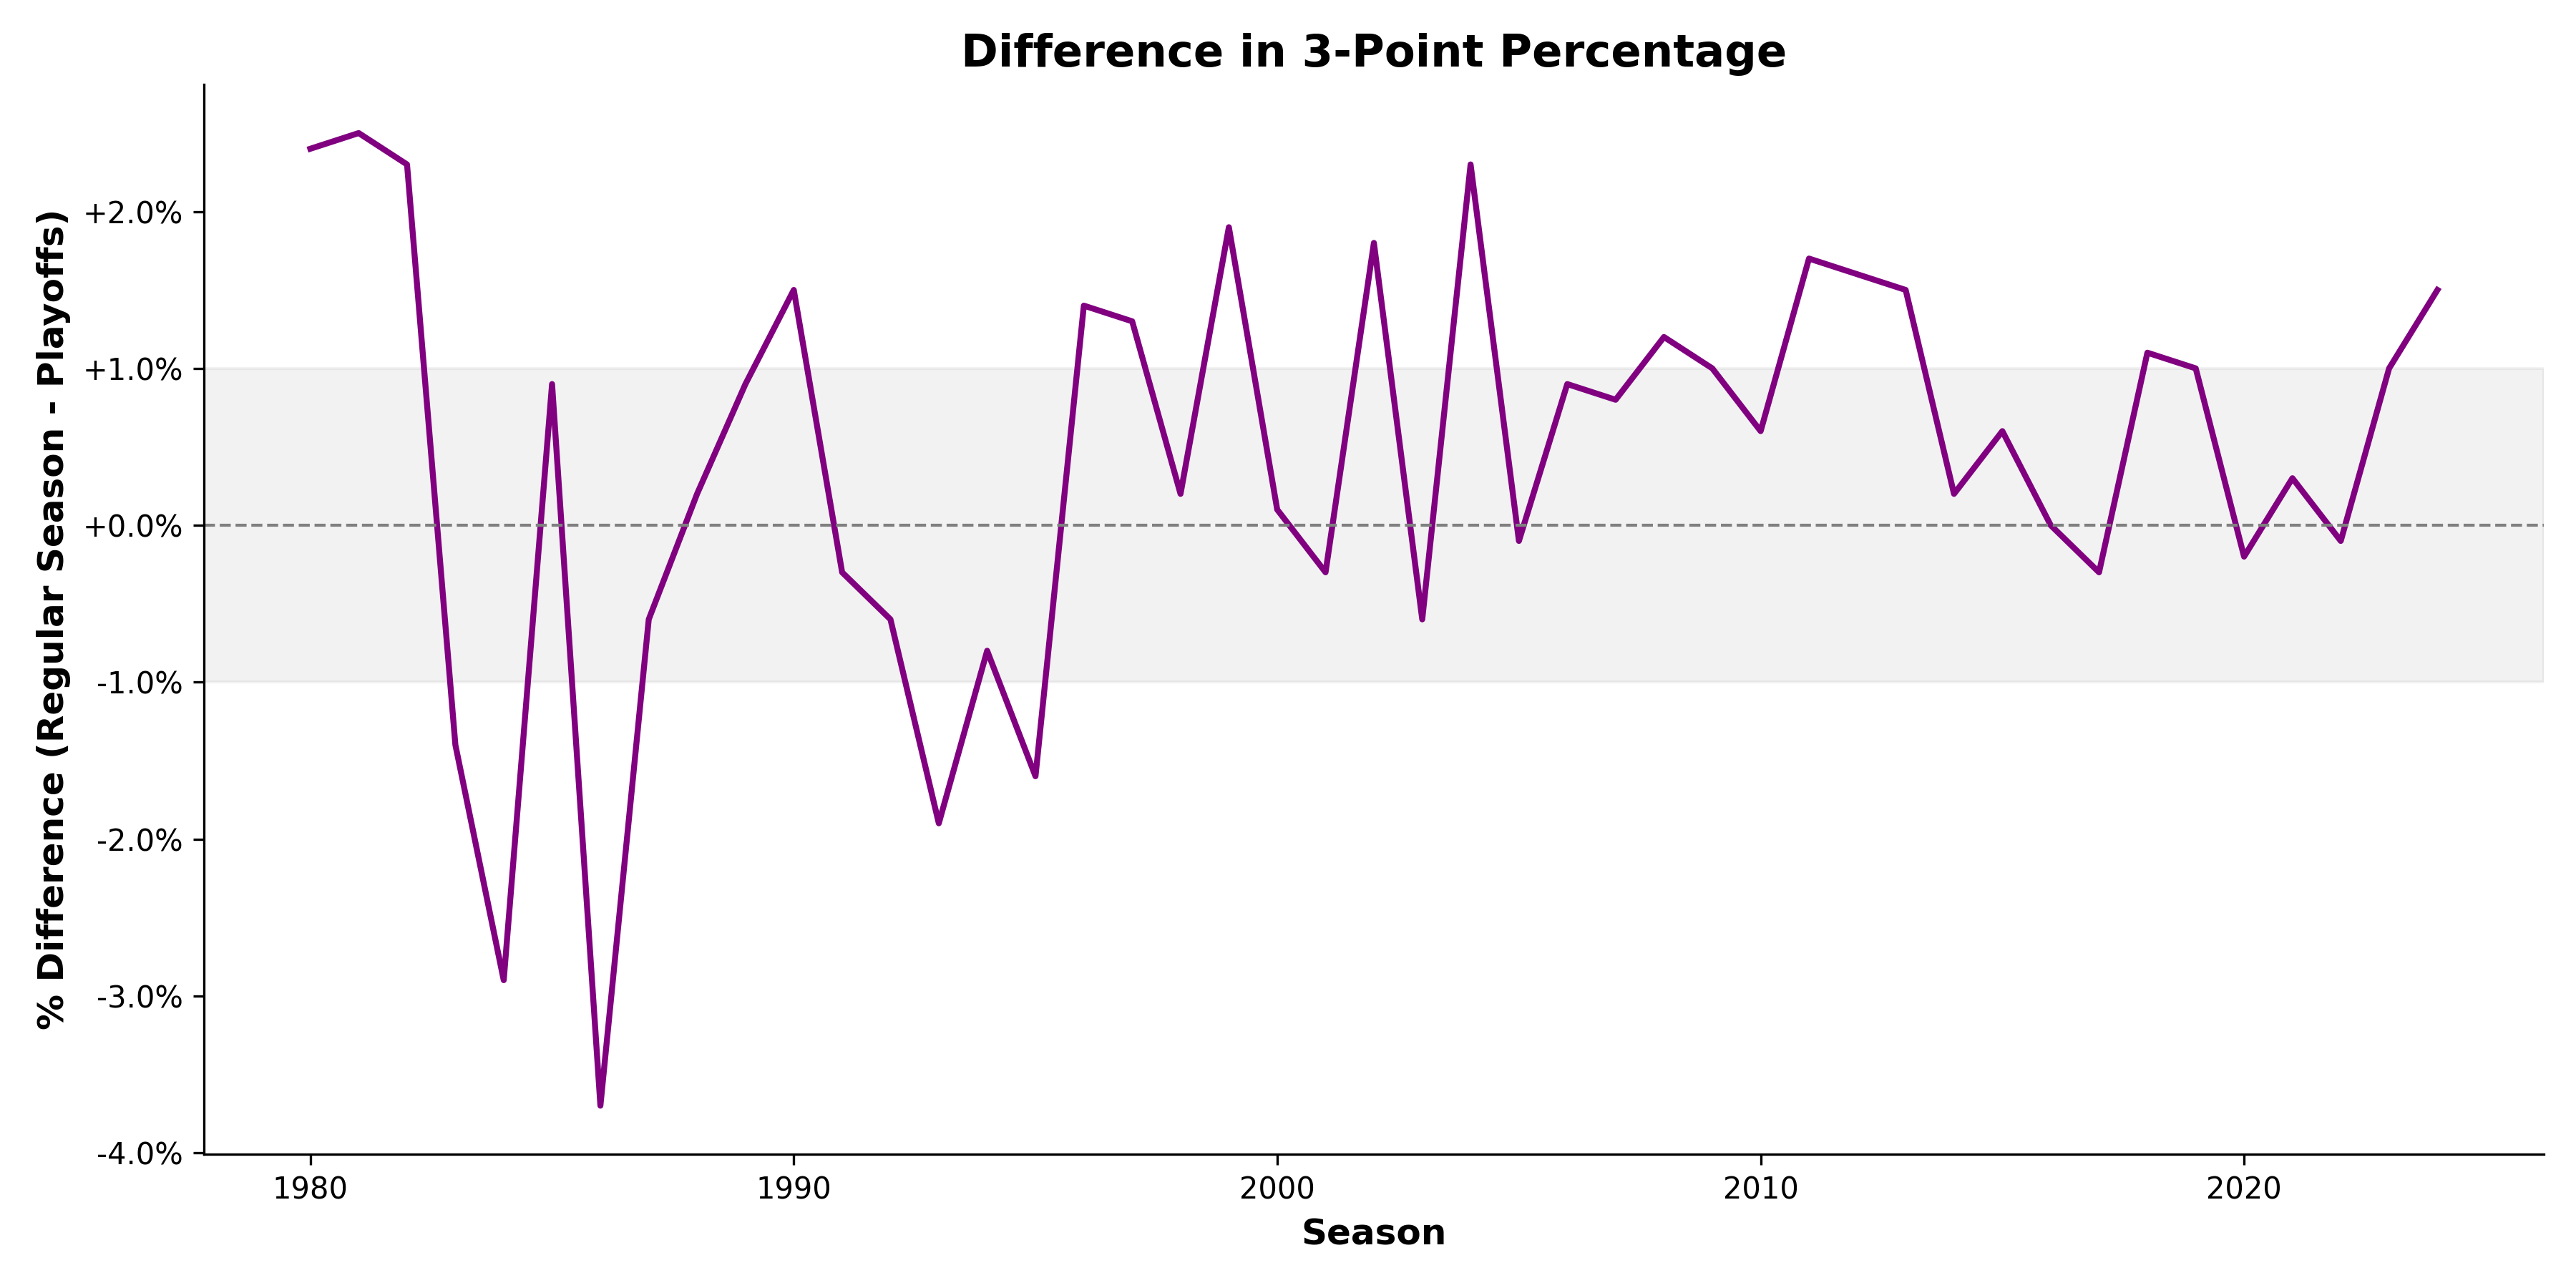 Difference in 3-Point Percentage
% Difference (Regular Season - Playoffs)
+2.0%
+1.0%
+0.0%
-1.0%
-2.0%
-3.0%
-4.0%
1980 1990 2000 2010 2020
Season